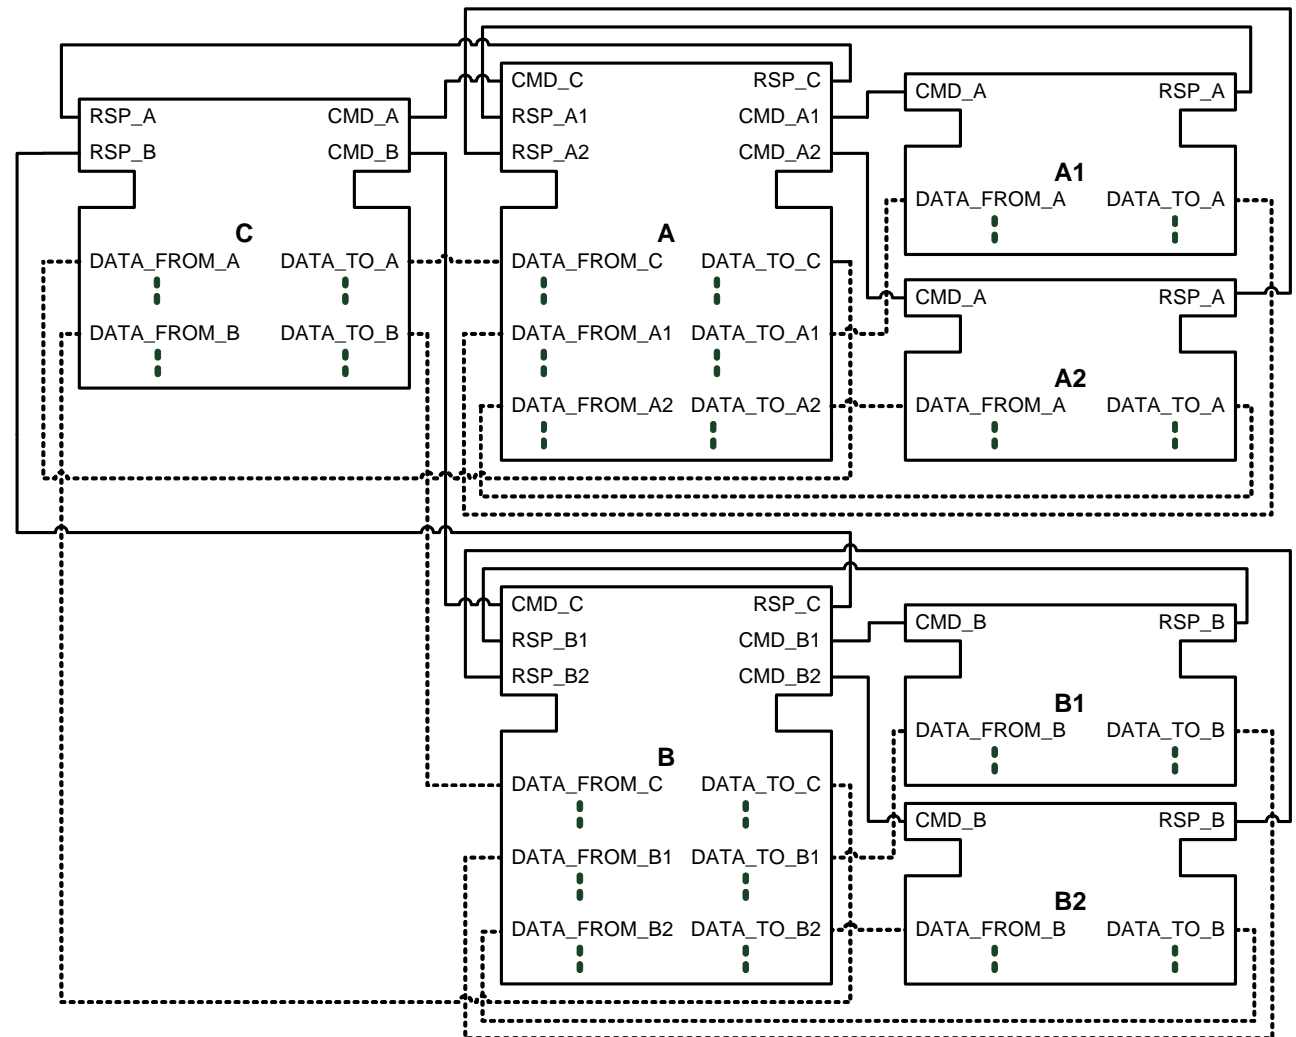 RSP_A CMD_A
RSP_B CMD_B
C
DATA_FROM_A DATA_TO_A
DATA_FROM_B DATA_TO_B
CMD_C RSP_C
RSP_A1 CMD_A1
RSP_A2 CMD_A2
A
DATA_FROM_C DATA_TO_C
DATA_FROM_A1 DATA_TO_A1
DATA_FROM_A2 DATA_TO_A2
CMD_A RSP_A
A1
DATA_FROM_A DATA_TO_A
CMD_A RSP_A
A2
DATA_FROM_A DATA_TO_A
CMD_C RSP_C
RSP_B1 CMD_B1
RSP_B2 CMD_B2
B
DATA_FROM_C DATA_TO_C
DATA_FROM_B1 DATA_TO_B1
DATA_FROM_B2 DATA_TO_B2
CMD_B RSP_B
B1
DATA_FROM_B DATA_TO_B
CMD_B RSP_B
B2
DATA_FROM_B DATA_TO_B